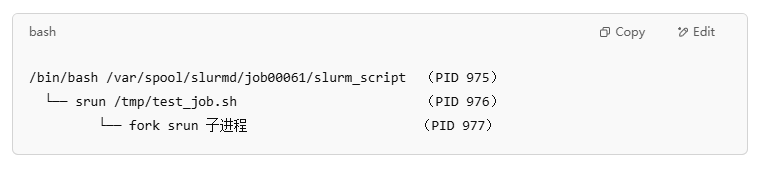 bash Copy Edit
/bin/bash /var/spool/slurmd/job00061/slurm_script （PID 975）
└── srun /tmp/test_job.sh （PID 976）
└── fork srun 子进程 （PID 977）